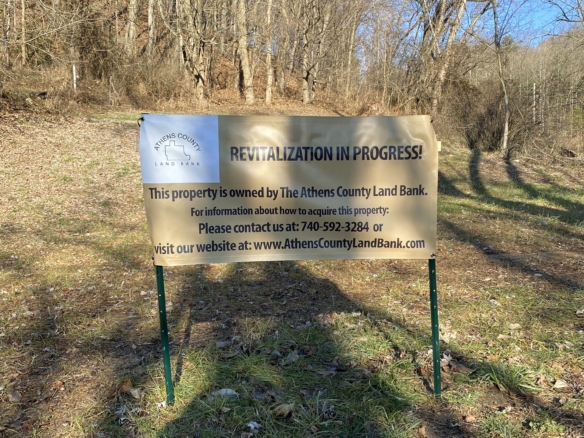 ATHENS COUNTY
LAND BANK
REVITALIZATION IN PROGRESS!
This property is owned by The Athens County Land Bank.
For information about how to acquire this property:
Please contact us at: 740-592-3284 or
visit our website at: www.AthensCountyLandBank.com